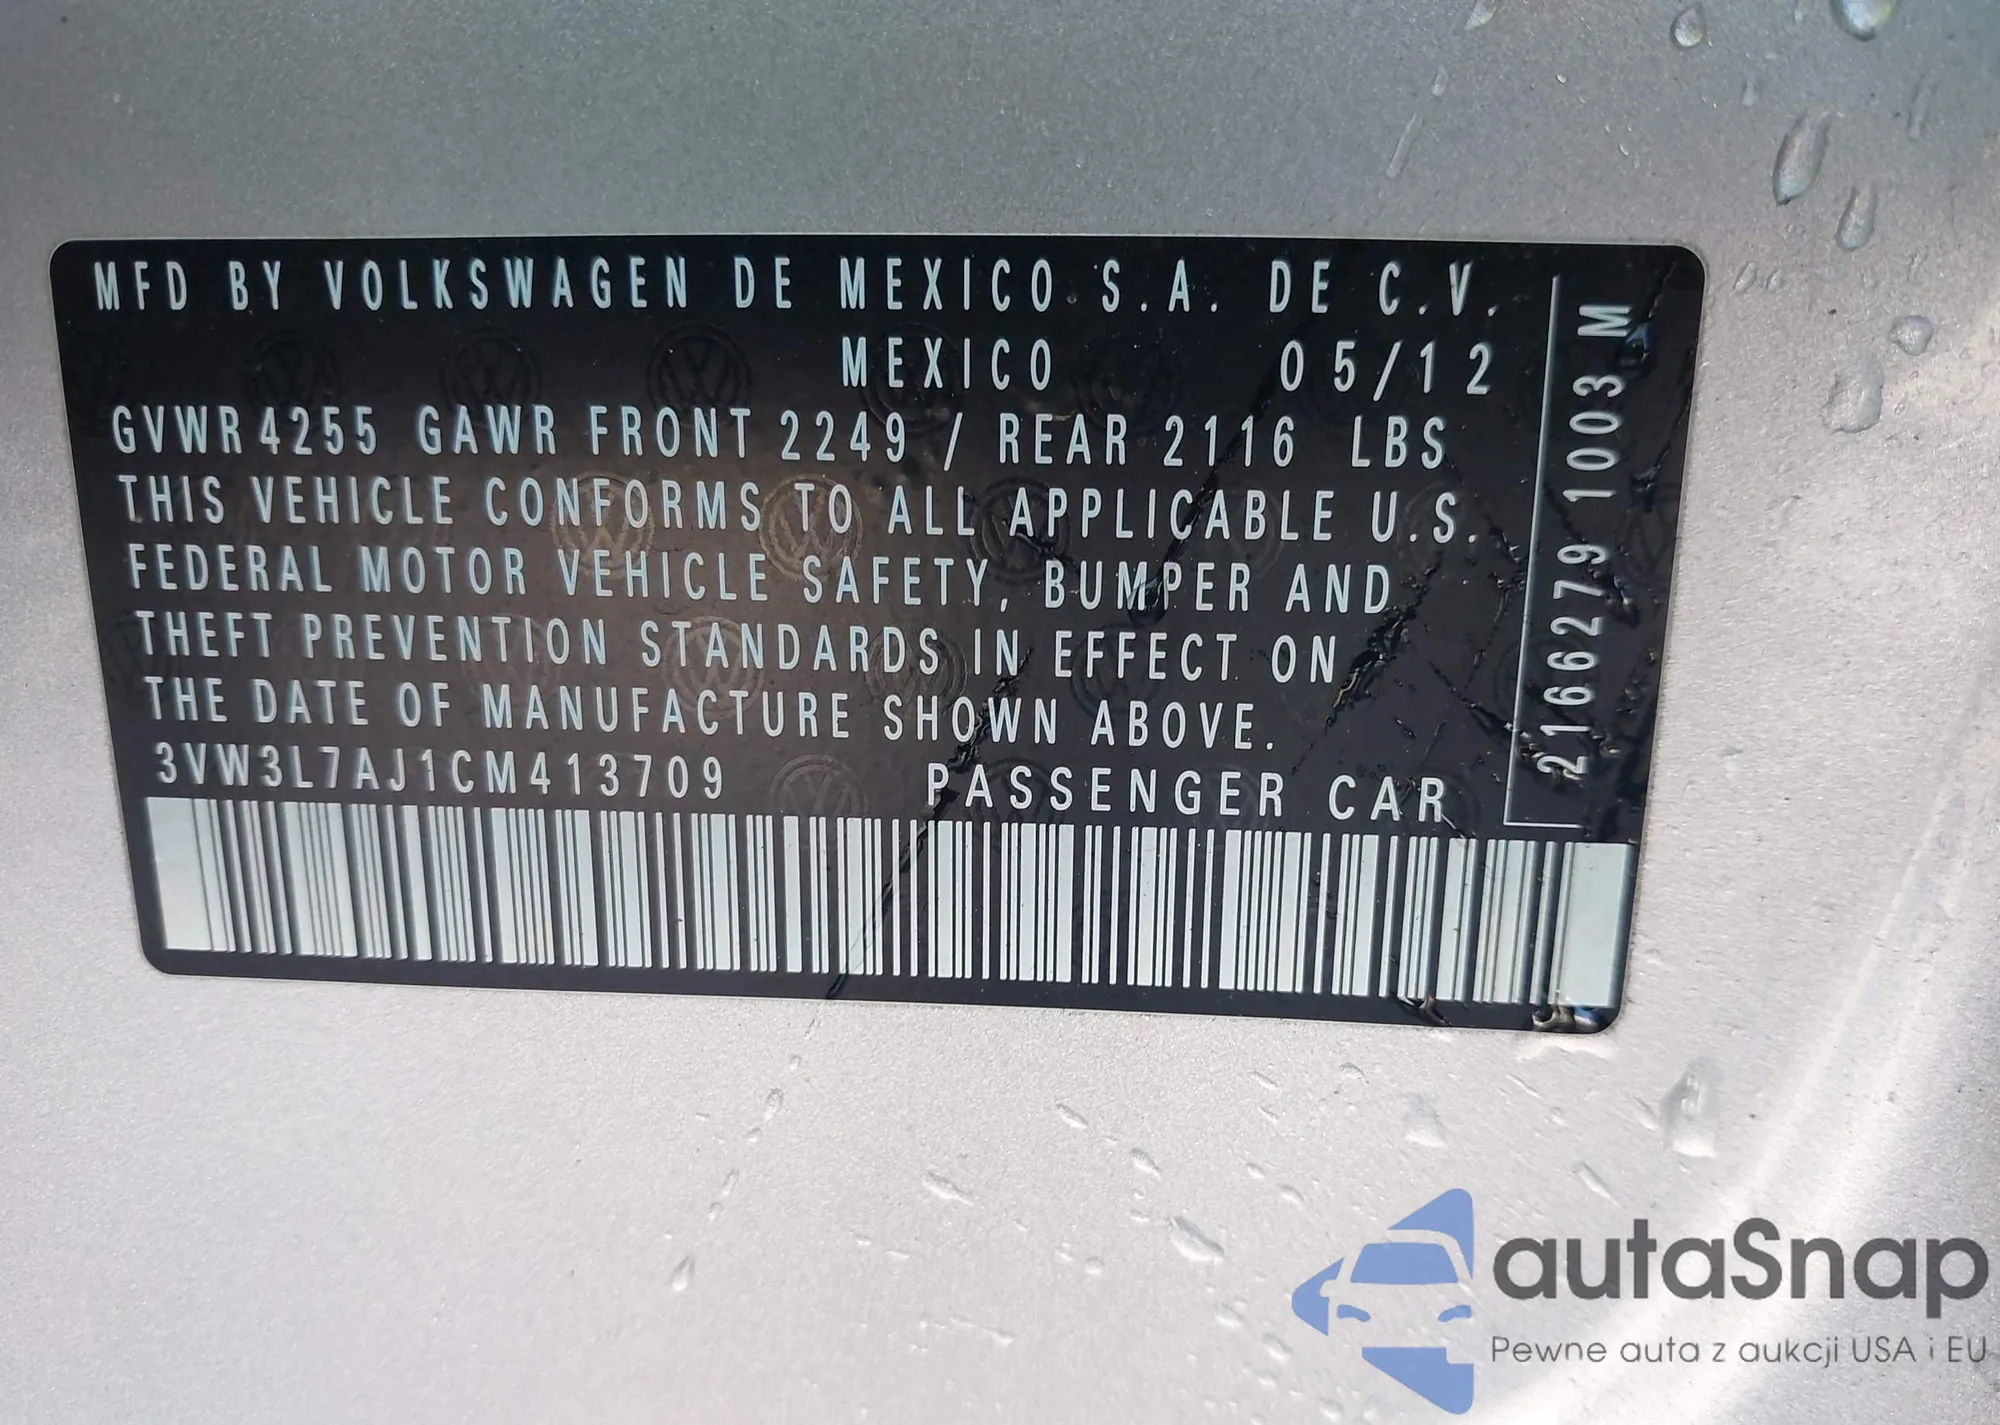 MFD BY VOLKSWAGEN DE MEXICO S.A. DE C.V.
MEXICO 05/12
GVWR 4255 GAWR FRONT 2249 / REAR 2116 LBS
THIS VEHICLE CONFORMS TO ALL APPLICABLE U.S.
FEDERAL MOTOR VEHICLE SAFETY, BUMPER AND
THEFT PREVENTION STANDARDS IN EFFECT ON
THE DATE OF MANUFACTURE SHOWN ABOVE.
3VW3L7AJ1CM413709 PASSENGER CAR
2166279 1003 M
autaSnap
Pewne auta z aukcji USA i EU